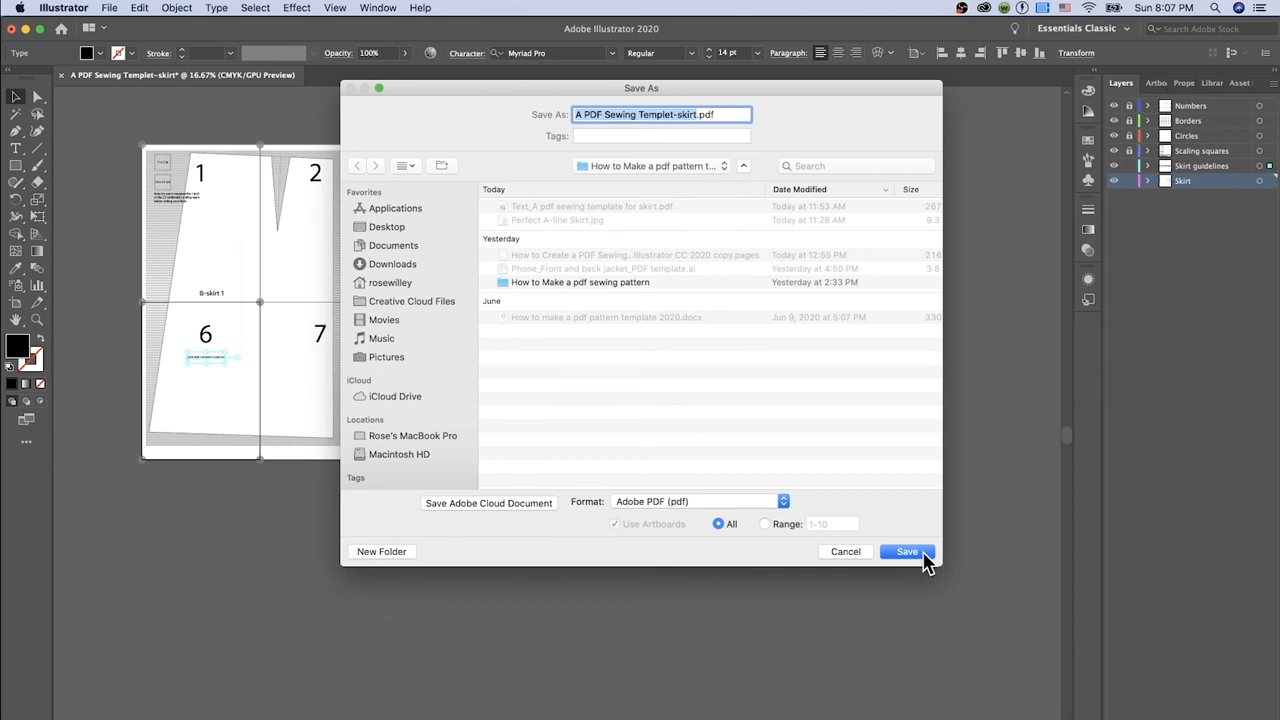 Illustrator File Edit Object Type Select Effect View Window Help Sun 8:07 PM
Adobe Illustrator 2020 Essentials Classic Search Adobe Stock
Type Stroke: Opacity: 100% Character: Myriad Pro Regular 14 pt Paragraph: Transform
A PDF Sewing Templet-skirt* @ 16.67% (CMYK/GPU Preview)
Layers Artbo Prope Librar Asset
Numbers
Borders
Circles
Scaling squares
Skirt guidelines
Skirt
1 2
B-skirt 1
6 7
Save As
Save As: A PDF Sewing Templet-skirt.pdf
Tags:
How to Make a pdf pattern t... Search
Favorites
Applications
Desktop
Documents
Downloads
rosewilley
Creative Cloud Files
Movies
Music
Pictures
iCloud
iCloud Drive
Locations
Rose's MacBook Pro
Macintosh HD
Tags
Today Date Modified Size
Text_A pdf sewing template for skirt.pdf Today at 11:53 AM 267
Perfect A-line Skirt.jpg Today at 11:28 AM 9.3
Yesterday
How to Create a PDF Sewing...Illustrator CC 2020 copy.pages Today at 12:55 PM 216
Phone_Front and back jacket_PDF template.ai Yesterday at 4:50 PM 3.8
How to Make a pdf sewing pattern Yesterday at 2:33 PM
June
How to make a pdf pattern template 2020.docx Jun 9, 2020 at 5:07 PM 330
Save Adobe Cloud Document Format: Adobe PDF (pdf)
Use Artboards All Range: 1-10
New Folder Cancel Save